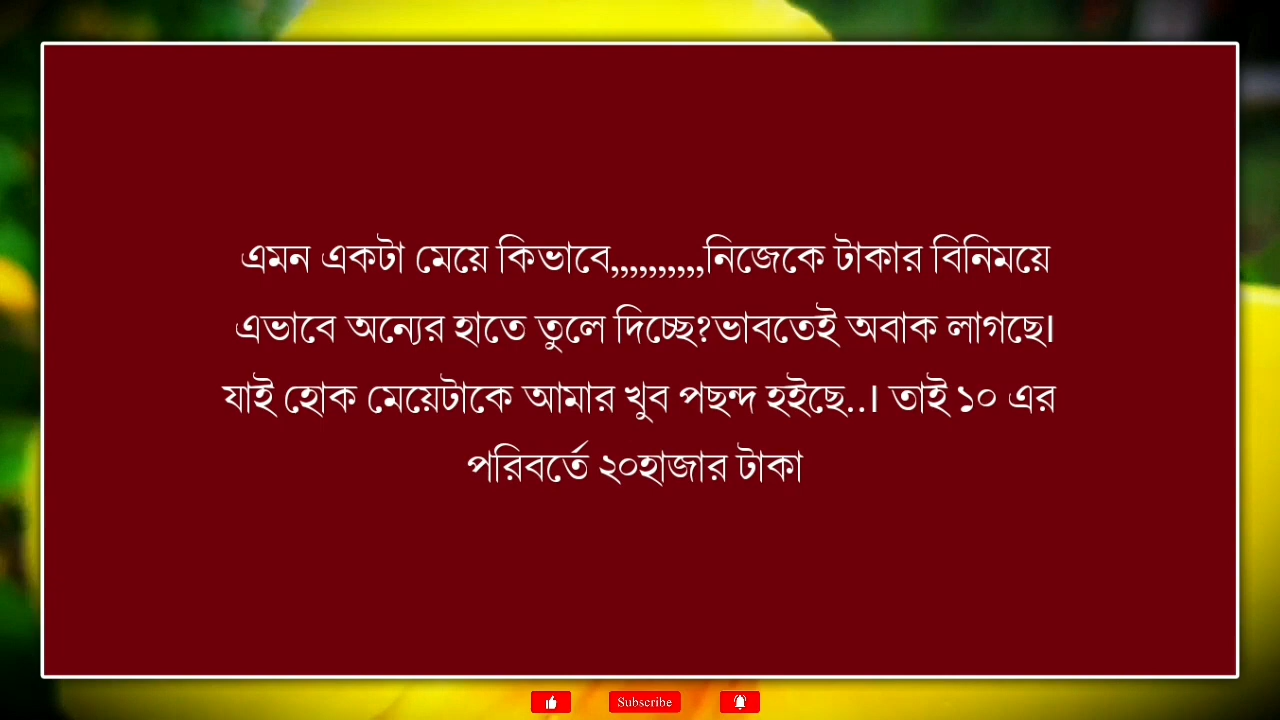 এমন একটা মেয়ে কিভাবে,,,,,,,,,,নিজেকে টাকার বিনিময়ে
এভাবে অন্যের হাতে তুলে দিচ্ছে?ভাবতেই অবাক লাগছে।
যাই হোক মেয়েটাকে আমার খুব পছন্দ হইছে..। তাই ১০ এর
পরিবর্তে ২০হাজার টাকা
Subscribe